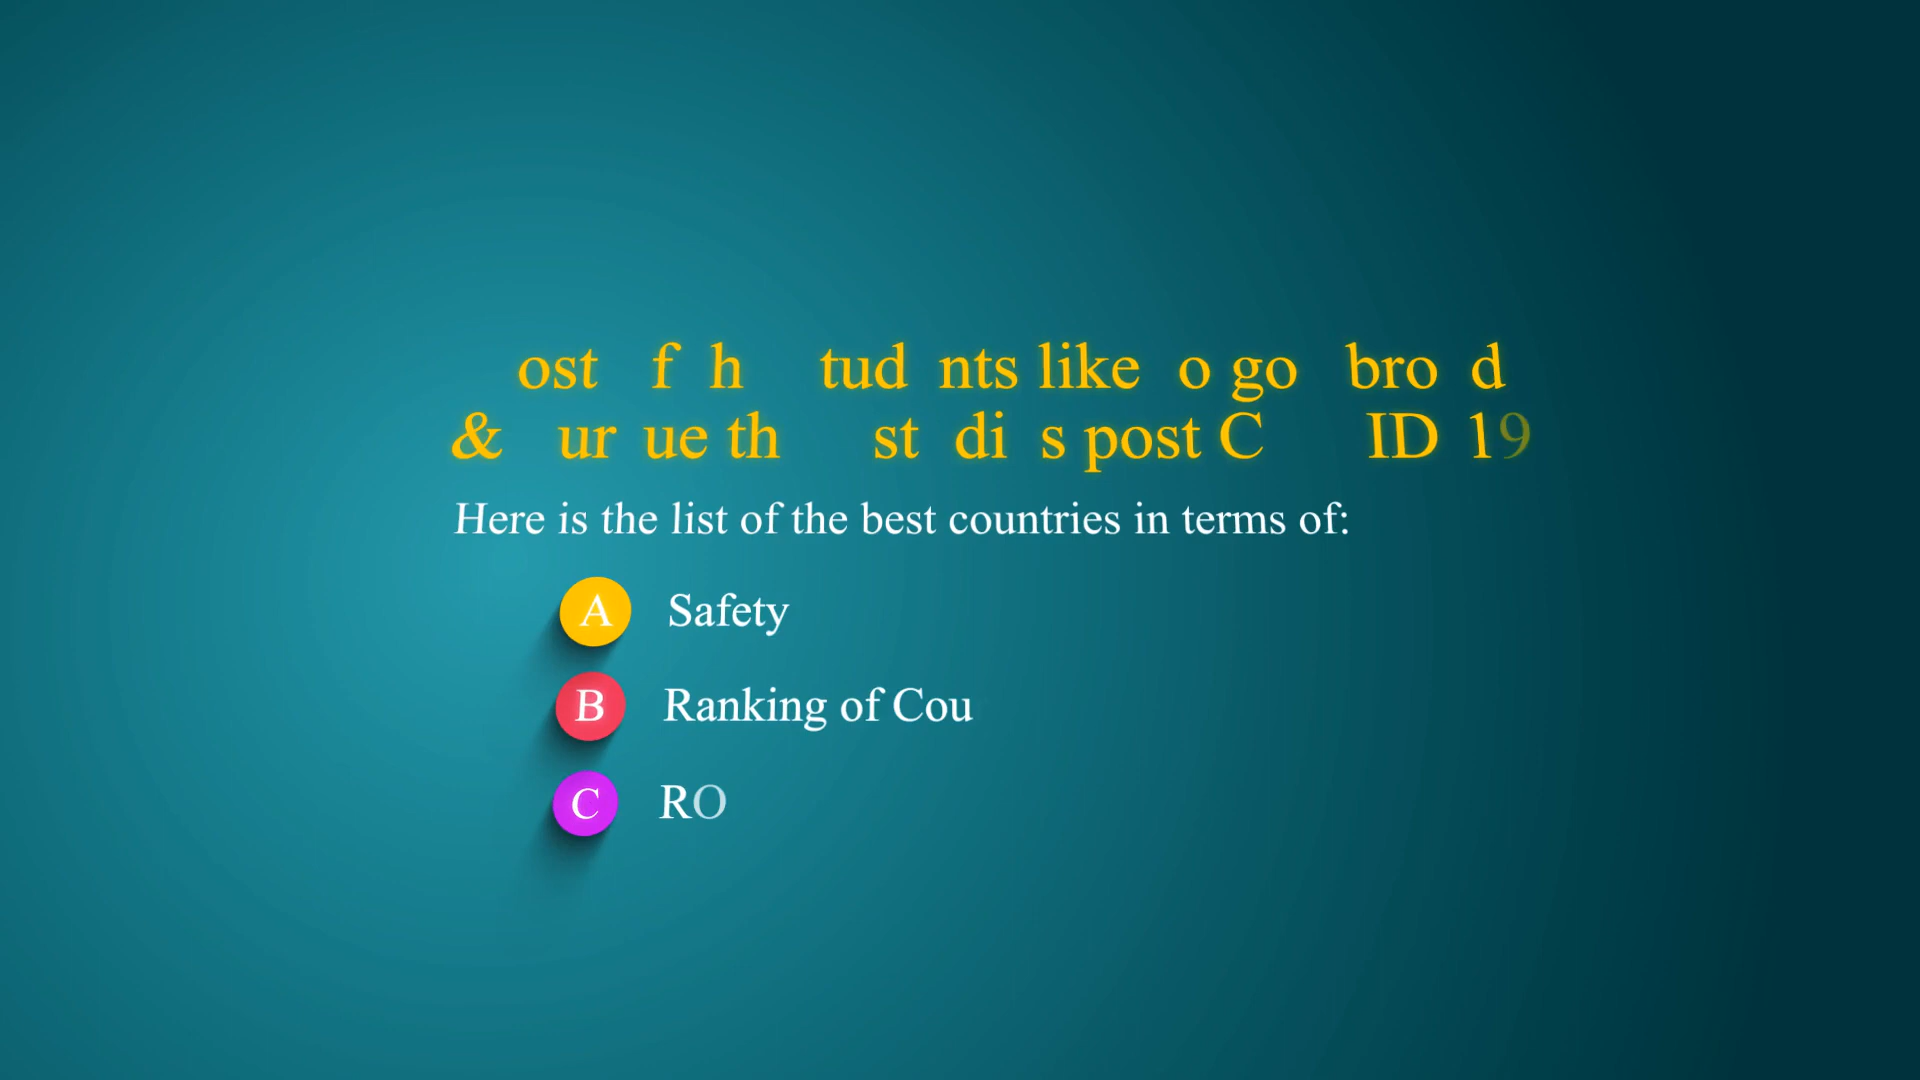 ost f h tud nts like o go bro d
& ur ue th st di s post C ID 19
Here is the list of the best countries in terms of:
A Safety
B Ranking of Cou
C RO